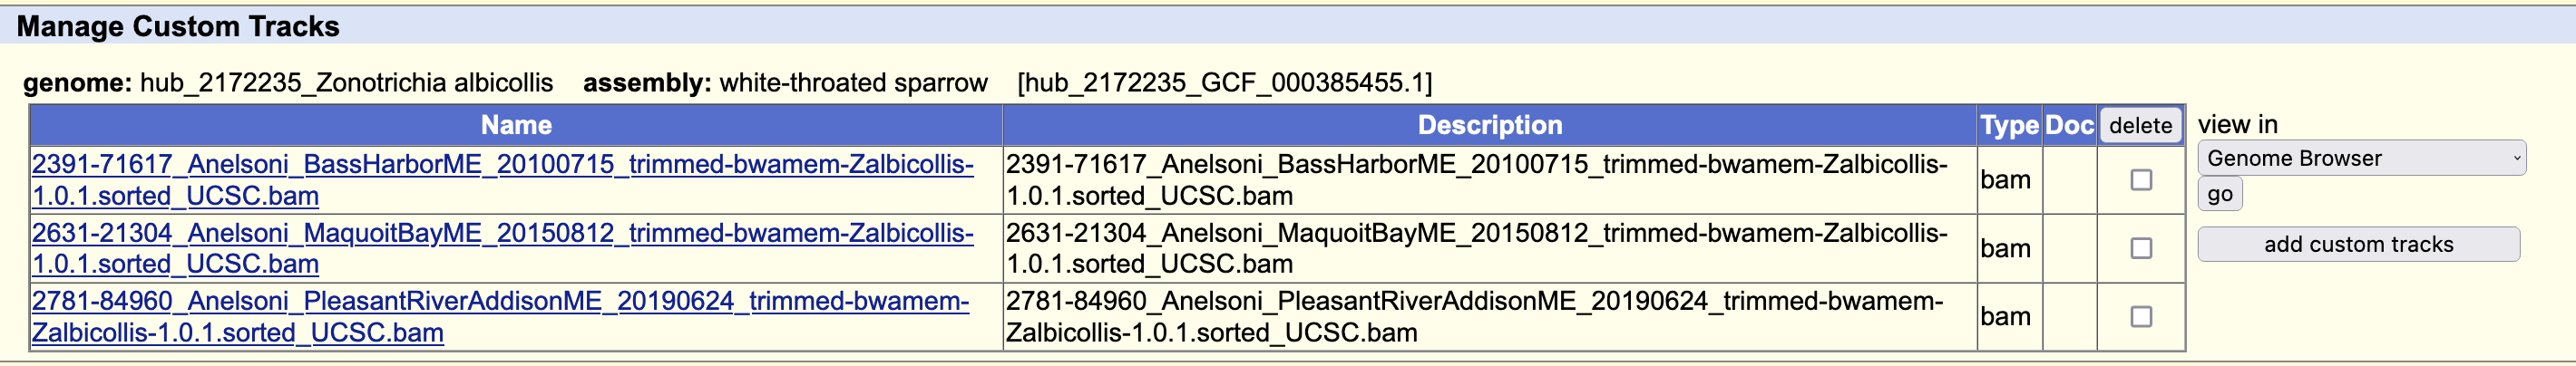 Manage Custom Tracks
genome: hub_2172235_Zonotrichia albicollis assembly: white-throated sparrow [hub_2172235_GCF_000385455.1]
Name Description Type Doc delete
2391-71617_Anelsoni_BassHarborME_20100715_trimmed-bwamem-Zalbicollis-
1.0.1.sorted_UCSC.bam
2391-71617_Anelsoni_BassHarborME_20100715_trimmed-bwamem-Zalbicollis-
1.0.1.sorted_UCSC.bam
bam
2631-21304_Anelsoni_MaquoitBayME_20150812_trimmed-bwamem-Zalbicollis-
1.0.1.sorted_UCSC.bam
2631-21304_Anelsoni_MaquoitBayME_20150812_trimmed-bwamem-Zalbicollis-
1.0.1.sorted_UCSC.bam
bam
2781-84960_Anelsoni_PleasantRiverAddisonME_20190624_trimmed-bwamem-
Zalbicollis-1.0.1.sorted_UCSC.bam
2781-84960_Anelsoni_PleasantRiverAddisonME_20190624_trimmed-bwamem-
Zalbicollis-1.0.1.sorted_UCSC.bam
bam
view in
Genome Browser
go
add custom tracks